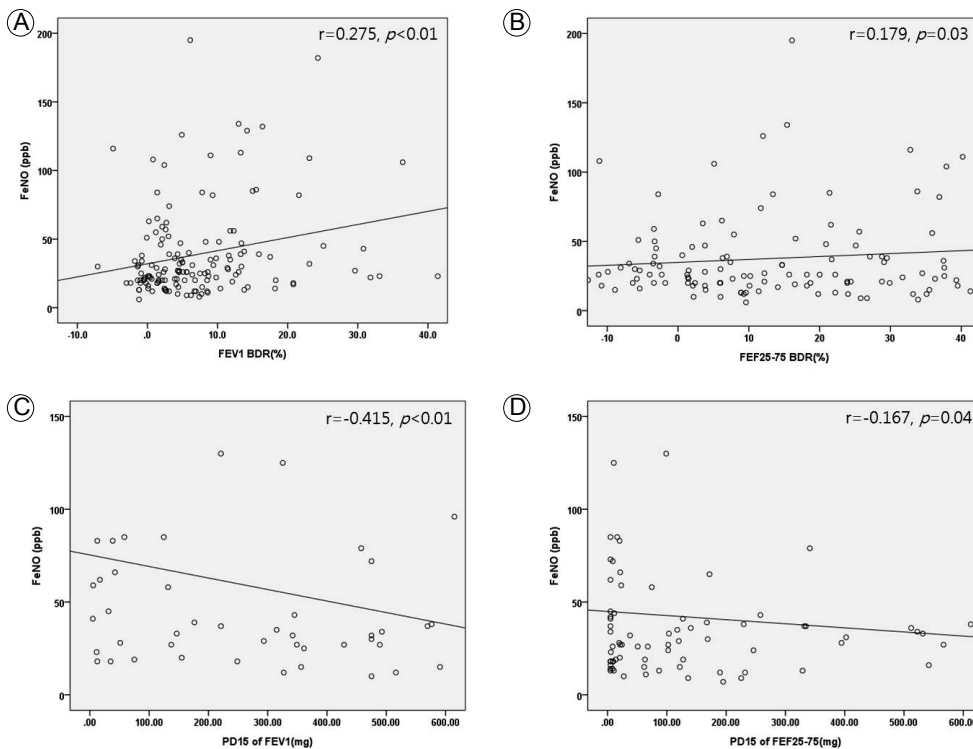 A
r=0.275, p<0.01
200
150
100
50
0
FeNO (ppb)
-10.0 .0 10.0 20.0 30.0 40.0
FEV1 BDR(%)
B
r=0.179, p=0.03
200
150
100
50
0
FeNO (ppb)
-10 0 10 20 30 40
FEF25-75 BDR(%)
C
r=-0.415, p<0.01
150
100
50
0
FeNO (ppb)
.00 100.00 200.00 300.00 400.00 500.00 600.00
PD15 of FEV1(mg)
D
r=-0.167, p=0.04
150
100
50
0
FeNO (ppb)
.00 100.00 200.00 300.00 400.00 500.00 600.00
PD15 of FEF25-75(mg)